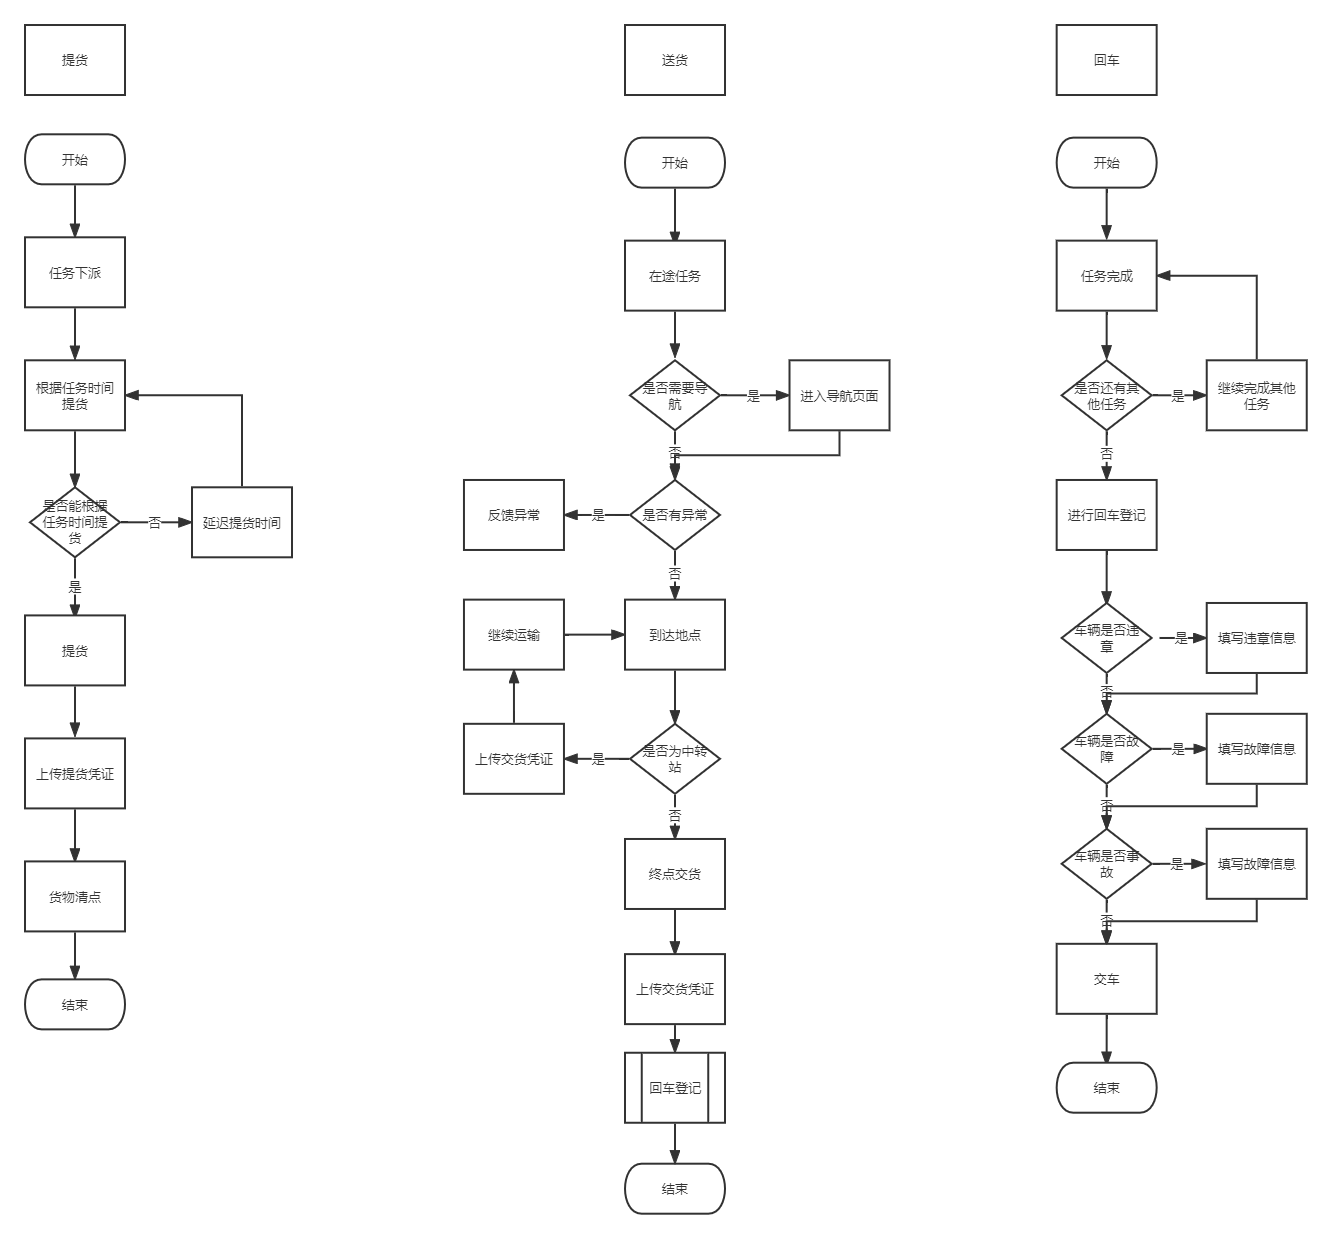 提货
开始
任务下派
根据任务时间
提货
是否能根据
任务时间提
货
否
延迟提货时间
是
提货
上传提货凭证
货物清点
结束
送货
开始
在途任务
是否需要导
航
是
进入导航页面
否
是否有异常
是
反馈异常
否
继续运输
到达地点
是否为中转
站
是
上传交货凭证
否
终点交货
上传交货凭证
回车登记
结束
回车
开始
任务完成
是否还有其
他任务
是
继续完成其他
任务
否
进行回车登记
车辆是否违
章
是
填写违章信息
否
车辆是否故
障
是
填写故障信息
否
车辆是否事
故
是
填写故障信息
否
交车
结束